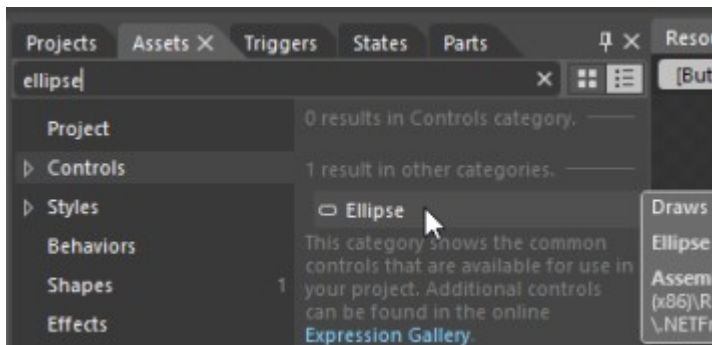 Projects Assets Triggers States Parts
ellipse
Project
Controls
Styles
Behaviors
Shapes 1
Effects
0 results in Controls category.
1 result in other categories.
Ellipse
This category shows the common
controls that are available for use in
your project. Additional controls
can be found in the online
Expression Gallery.
Resou
[But
Draws
Ellipse
Assem
(x86)\R
\.NETFr